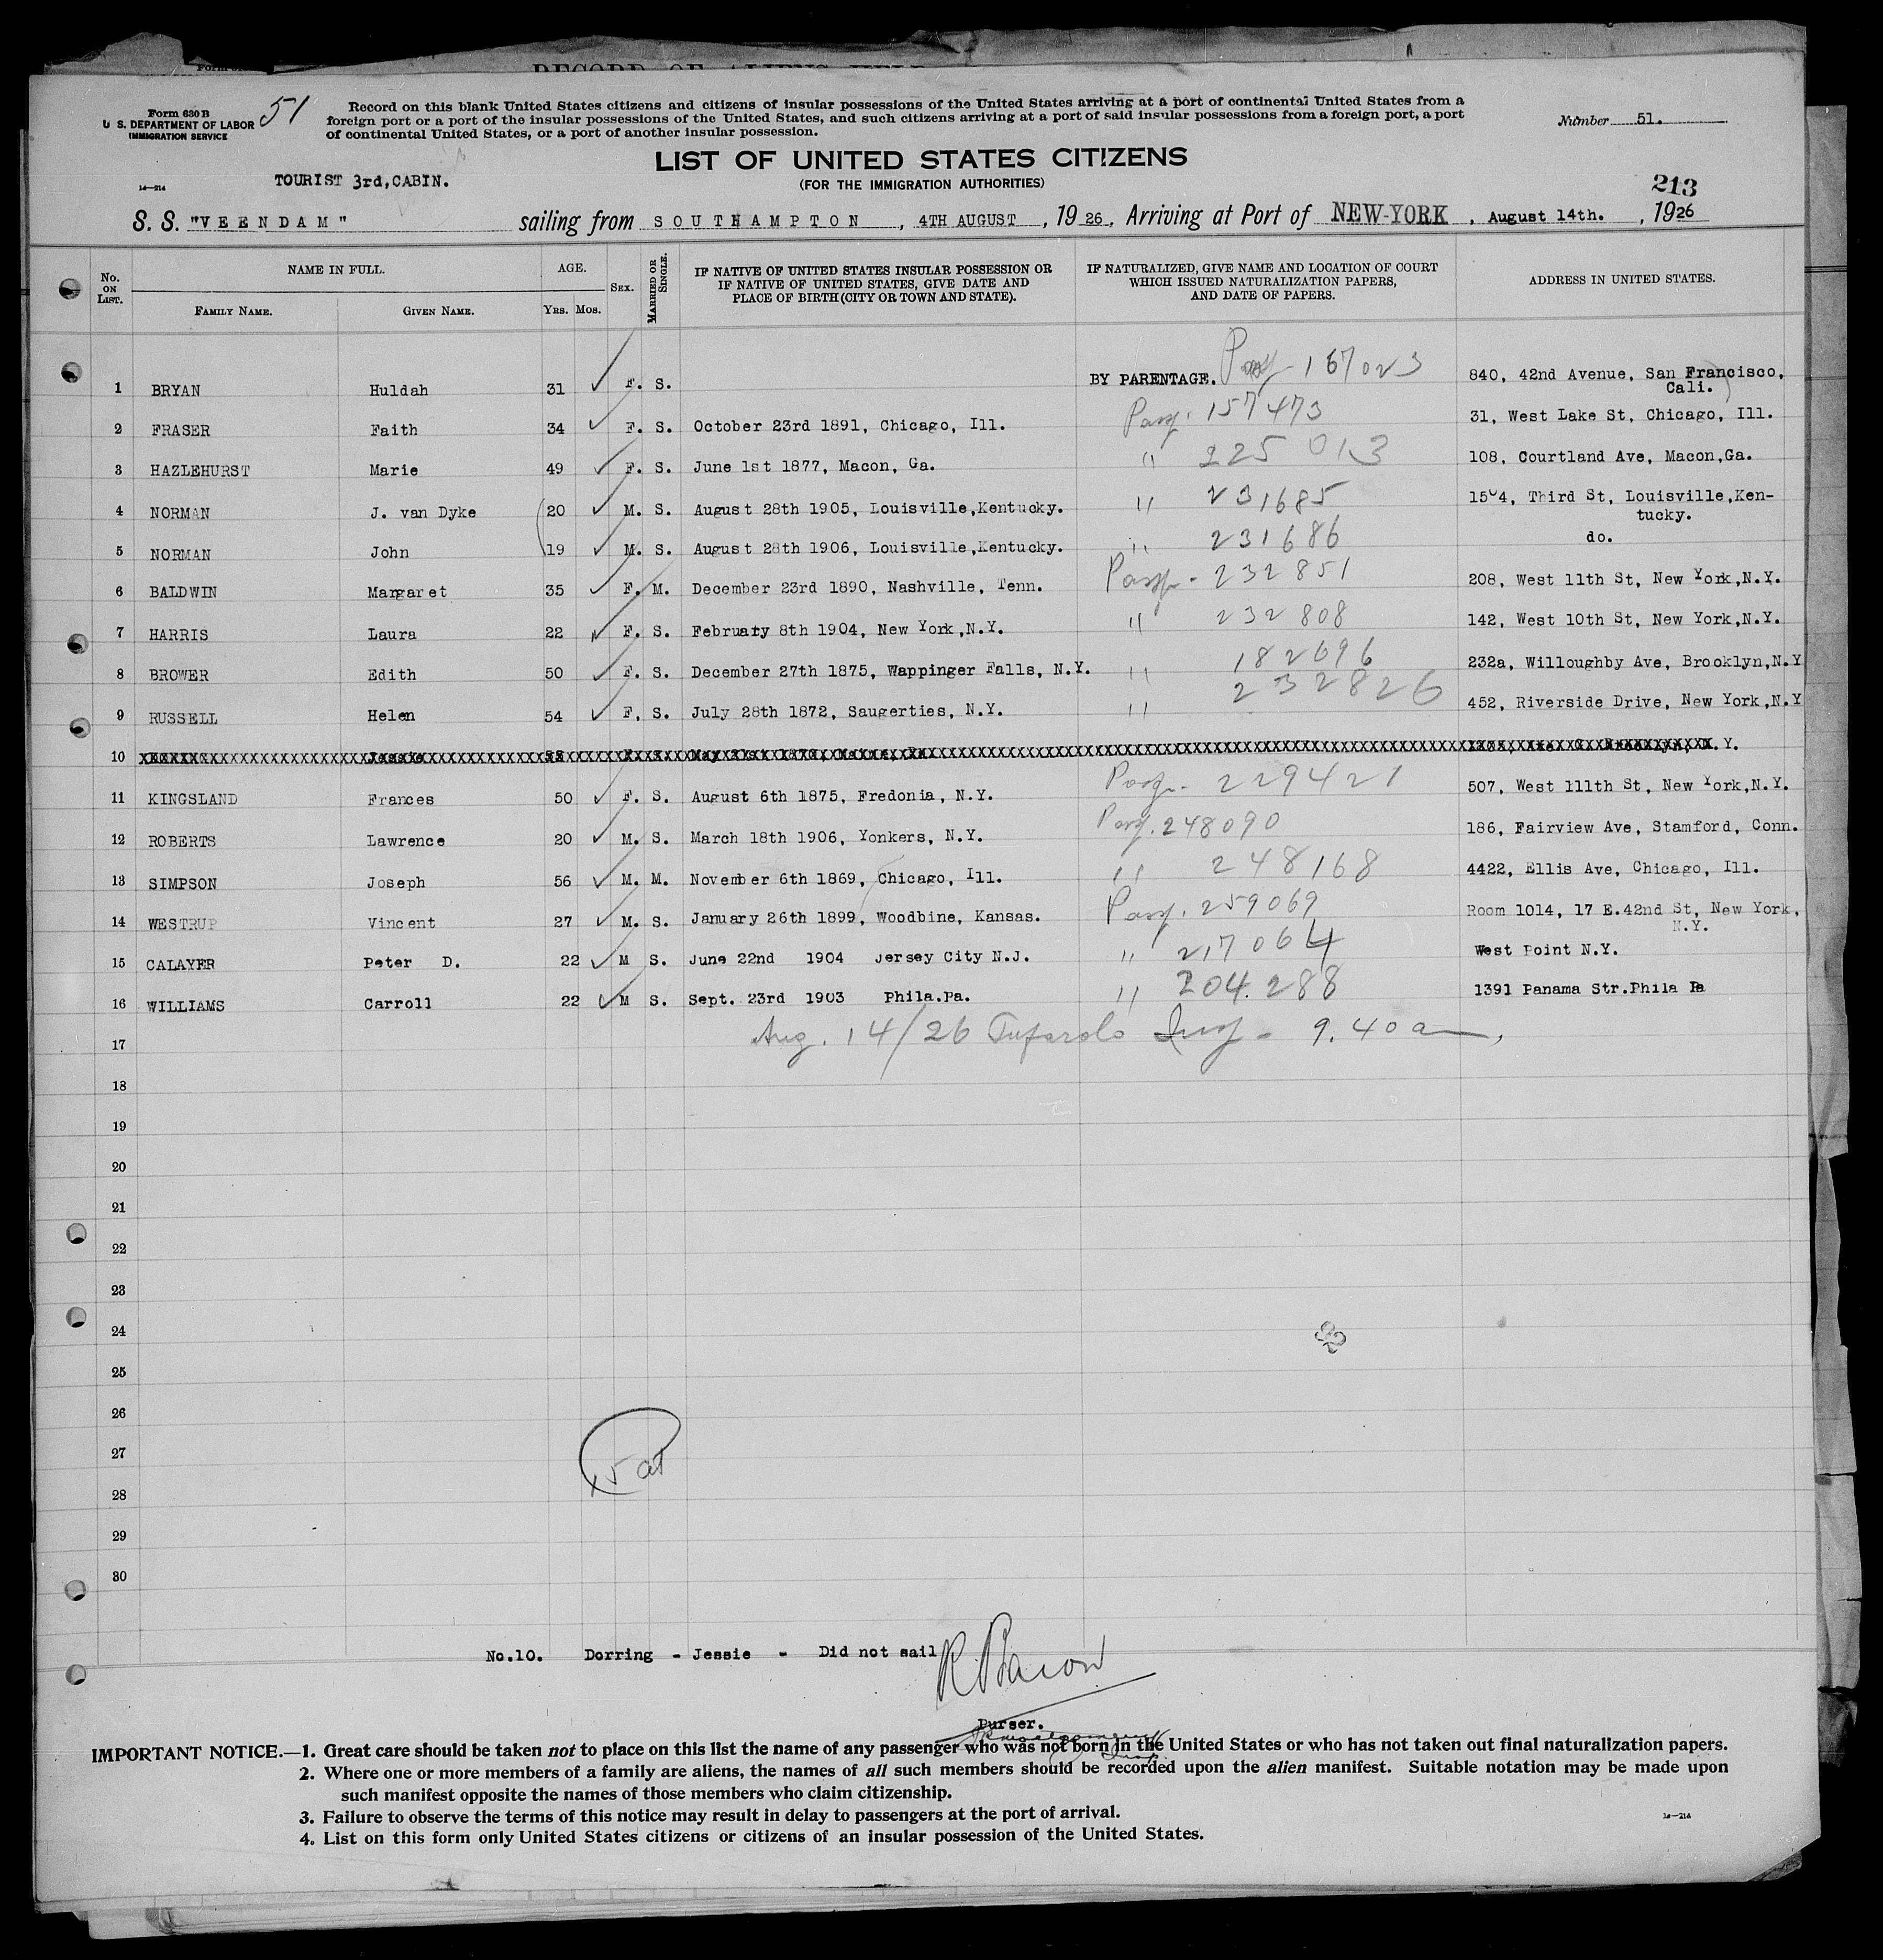 RECORD OF ALIENS HELD
Form 630 B
U S. DEPARTMENT OF LABOR
IMMIGRATION SERVICE
51
Record on this blank United States citizens and citizens of insular possessions of the United States arriving at a port of continental United States from a
foreign port or a port of the insular possessions of the United States, and such citizens arriving at a port of said insular possessions from a foreign port, a port
of continental United States, or a port of another insular possession.
Number 51.
LIST OF UNITED STATES CITIZENS
(FOR THE IMMIGRATION AUTHORITIES)
14—214
TOURIST 3rd,CABIN.
213
S. S. "VEENDAM" sailing from SOUTHAMPTON , 4TH AUGUST , 1926, Arriving at Port of NEW-YORK , August 14th. , 1926
No. ON LIST. NAME IN FULL. FAMILY NAME. GIVEN NAME. AGE. YRS. MOS. SEX. MARRIED OR SINGLE. IF NATIVE OF UNITED STATES INSULAR POSSESSION OR IF NATIVE OF UNITED STATES, GIVE DATE AND PLACE OF BIRTH (CITY OR TOWN AND STATE). IF NATURALIZED, GIVE NAME AND LOCATION OF COURT WHICH ISSUED NATURALIZATION PAPERS, AND DATE OF PAPERS. ADDRESS IN UNITED STATES.
1 BRYAN Huldah 31 F. S. BY PARENTAGE. 167023 840, 42nd Avenue, San Francisco,
Cali.
2 FRASER Faith 34 F. S. October 23rd 1891, Chicago, Ill. Passp. 157473 31, West Lake St, Chicago, Ill.
3 HAZLEHURST Marie 49 F. S. June 1st 1877, Macon, Ga. " 225013 108, Courtland Ave, Macon,Ga.
4 NORMAN J. van Dyke 20 M. S. August 28th 1905, Louisville,Kentucky. " 231685 1504, Third St, Louisville,Ken-
tucky.
5 NORMAN John 19 M. S. August 28th 1906, Louisville,Kentucky. " 231686 do.
6 BALDWIN Margaret 35 F. M. December 23rd 1890, Nashville, Tenn. Passp. 232851 208, West 11th St, New York,N.Y.
7 HARRIS Laura 22 F. S. February 8th 1904, New York,N.Y. " 232808 142, West 10th St, New York,N.Y.
8 BROWER Edith 50 F. S. December 27th 1875, Wappinger Falls, N.Y. " 182696 232a, Willoughby Ave, Brooklyn,N.Y
9 RUSSELL Helen 54 F. S. July 28th 1872, Saugerties, N.Y. " 232826 452, Riverside Drive, New York,N.Y
10 Jessie N.Y.
11 KINGSLAND Frances 50 F. S. August 6th 1875, Fredonia, N.Y. Passp. 229421 507, West 111th St, New York,N.Y.
12 ROBERTS Lawrence 20 M. S. March 18th 1906, Yonkers, N.Y. Passp. 248090 186, Fairview Ave, Stamford, Conn.
13 SIMPSON Joseph 56 M. M. November 6th 1869, Chicago, Ill. " 248168 4422, Ellis Ave, Chicago, Ill.
14 WESTRUP Vincent 27 M. S. January 26th 1899, Woodbine, Kansas. Passp. 259069 Room 1014, 17 E.42nd St, New York,
N.Y.
15 CALAYER Peter D. 22 M S. June 22nd 1904 Jersey City N.J. " 217064 West Point N.Y.
16 WILLIAMS Carroll 22 M S. Sept. 23rd 1903 Phila.Pa. " 204.288 1391 Panama Str.Phila Pa
17 Aug. 14/26 Insp. 9.40 am
18
19
20
21
22
23
24
25
26
27
28
29
30
No.10. Dorring - Jessie - Did not sail
Purser.
IMPORTANT NOTICE.—1. Great care should be taken not to place on this list the name of any passenger who was not born in the United States or who has not taken out final naturalization papers.
2. Where one or more members of a family are aliens, the names of all such members should be recorded upon the alien manifest. Suitable notation may be made upon
such manifest opposite the names of those members who claim citizenship.
3. Failure to observe the terms of this notice may result in delay to passengers at the port of arrival.
14—214
4. List on this form only United States citizens or citizens of an insular possession of the United States.